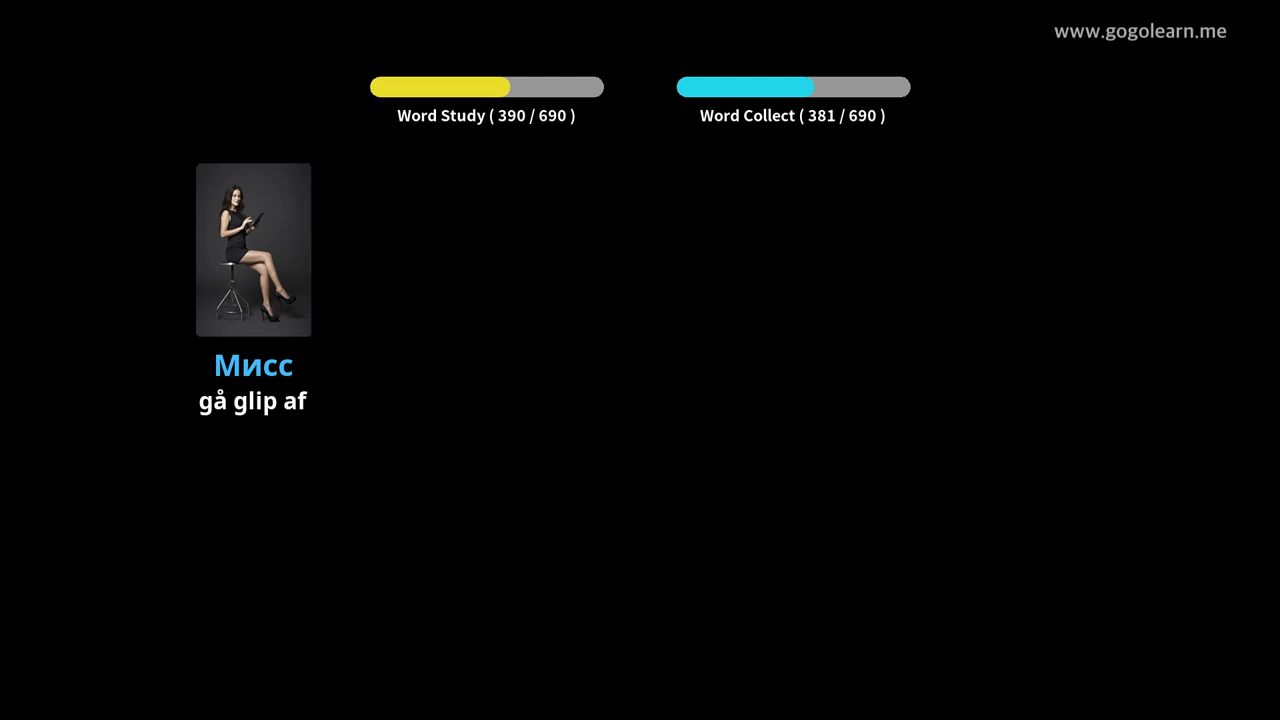 www.gogolearn.me
Word Study ( 390 / 690 )
Word Collect ( 381 / 690 )
Мисс
gå glip af